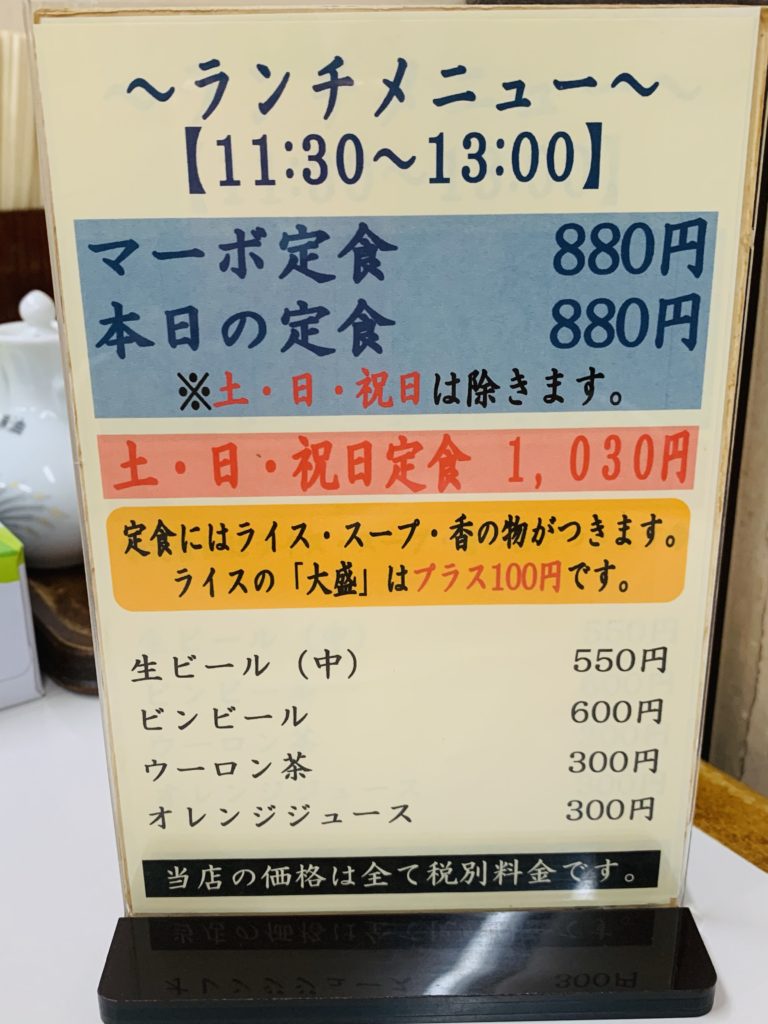 ～ランチメニュー～
【11:30～13:00】
マーボ定食 880円
本日の定食 880円
※土・日・祝日は除きます。
土・日・祝日定食 1,030円
定食にはライス・スープ・香の物がつきます。
ライスの「大盛」はプラス100円です。
生ビール（中） 550円
ビンビール 600円
ウーロン茶 300円
オレンジジュース 300円
当店の価格は全て税別料金です。